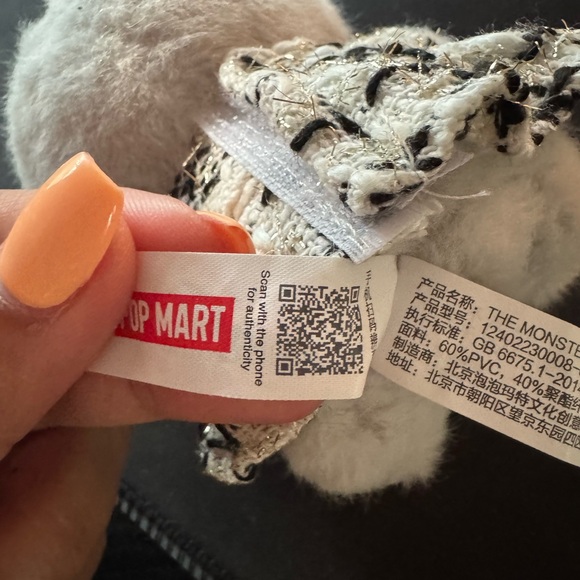 POP MART
Scan with the phone
for authenticity
产品名称: THE MONST
产品型号: 12402230008-
执行标准: GB 6675.1-201
面料: 60%PVC, 40%聚酯
制造商: 北京泡泡玛特文化创
地址: 北京市朝阳区望京东园四